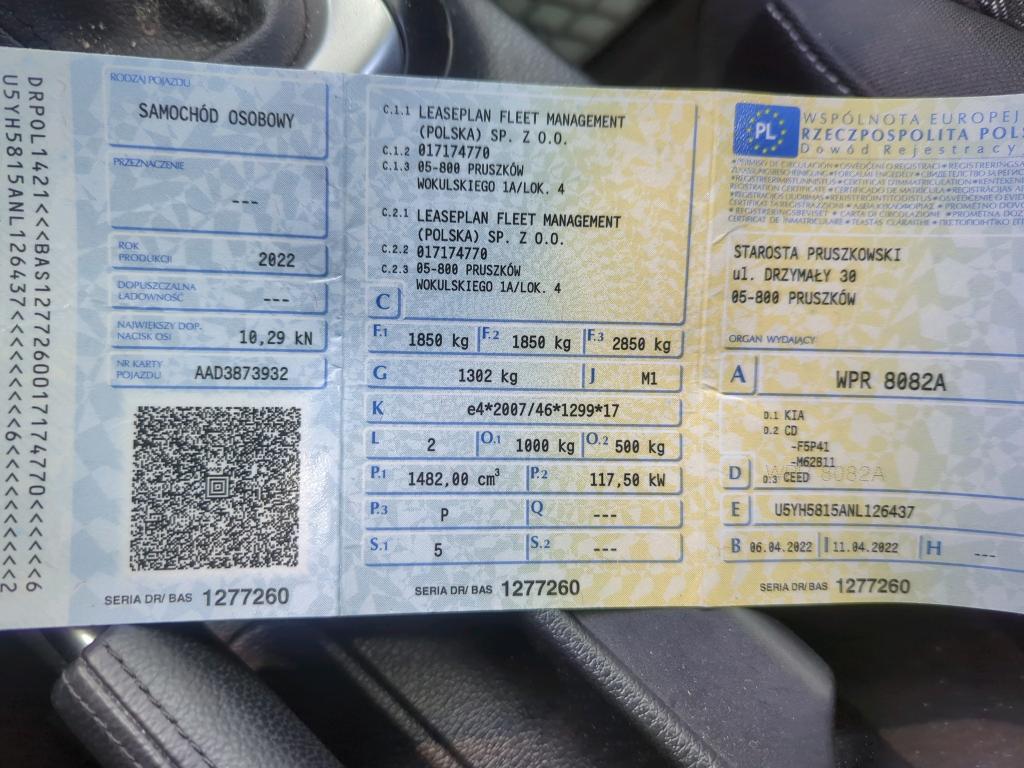 DRPOL1421<<<BAS1277260017174770<<<<<6
U5YH5815ANL126437<<<<<<<<6<<<<<<<<<2
RODZAJ POJAZDU
SAMOCHÓD OSOBOWY
PRZEZNACZENIE
---
ROK PRODUKCJI 2022
DOPUSZCZALNA ŁADOWNOŚĆ ---
NAJWIĘKSZY DOP. NACISK OSI 10,29 kN
NR KARTY POJAZDU AAD3873932
SERIA DR/ BAS 1277260
C.1.1 LEASEPLAN FLEET MANAGEMENT
(POLSKA) SP. Z O.O.
C.1.2 017174770
C.1.3 05-800 PRUSZKÓW
WOKULSKIEGO 1A/LOK. 4
C.2.1 LEASEPLAN FLEET MANAGEMENT
(POLSKA) SP. Z O.O.
C.2.2 017174770
C.2.3 05-800 PRUSZKÓW
WOKULSKIEGO 1A/LOK. 4
C
F.1 1850 kg F.2 1850 kg F.3 2850 kg
G 1302 kg J M1
K e4*2007/46*1299*17
L 2 O.1 1000 kg O.2 500 kg
P.1 1482,00 cm³ P.2 117,50 kW
P.3 P Q ---
S.1 5 S.2 ---
SERIA DR/ BAS 1277260
PL
WSPÓLNOTA EUROPEJ
RZECZPOSPOLITA POLS
Dowód Rejestracy
STAROSTA PRUSZKOWSKI
ul. DRZYMAŁY 30
05-800 PRUSZKÓW
ORGAN WYDAJĄCY
A WPR 8082A
D.1 KIA
D.2 CD
-F5P41
-M62B11
D D.3 CEED
E U5YH5815ANL126437
B 06.04.2022 I 11.04.2022 H ---
SERIA DR/ BAS 1277260